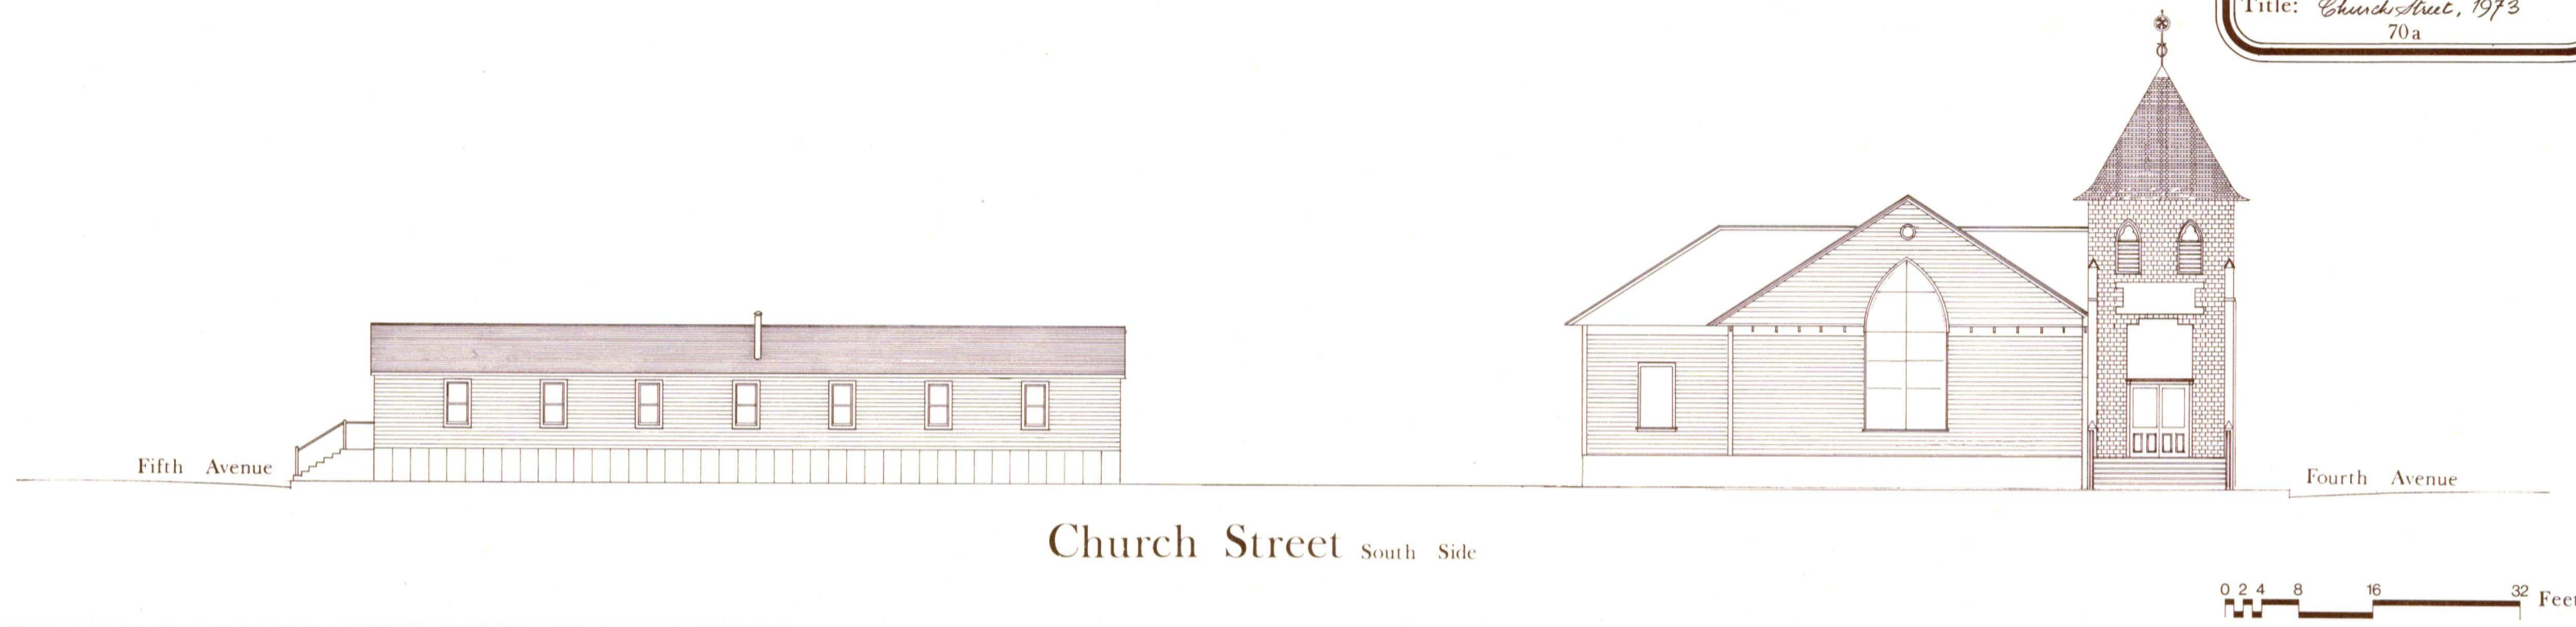 Title: Church Street, 1973
70a
Fifth Avenue
Fourth Avenue
Church Street South Side
0 2 4 8 16 32 Feet